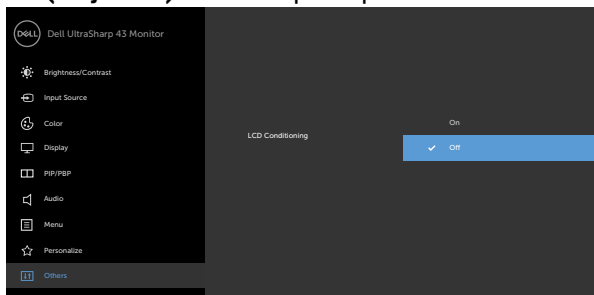 DELL
Dell UltraSharp 43 Monitor
Brightness/Contrast
Input Source
Color
Display
PIP/PBP
Audio
Menu
Personalize
Others
LCD Conditioning
On
Off